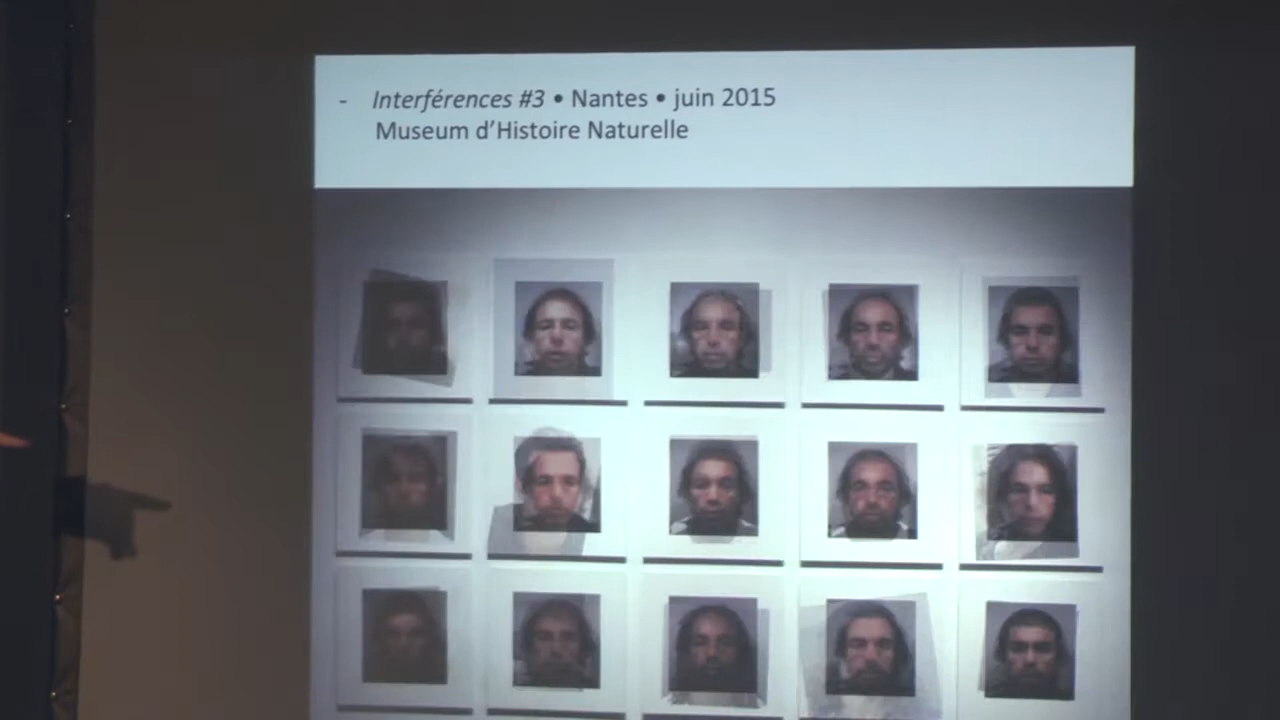 - Interférences #3 • Nantes • juin 2015
Museum d'Histoire Naturelle